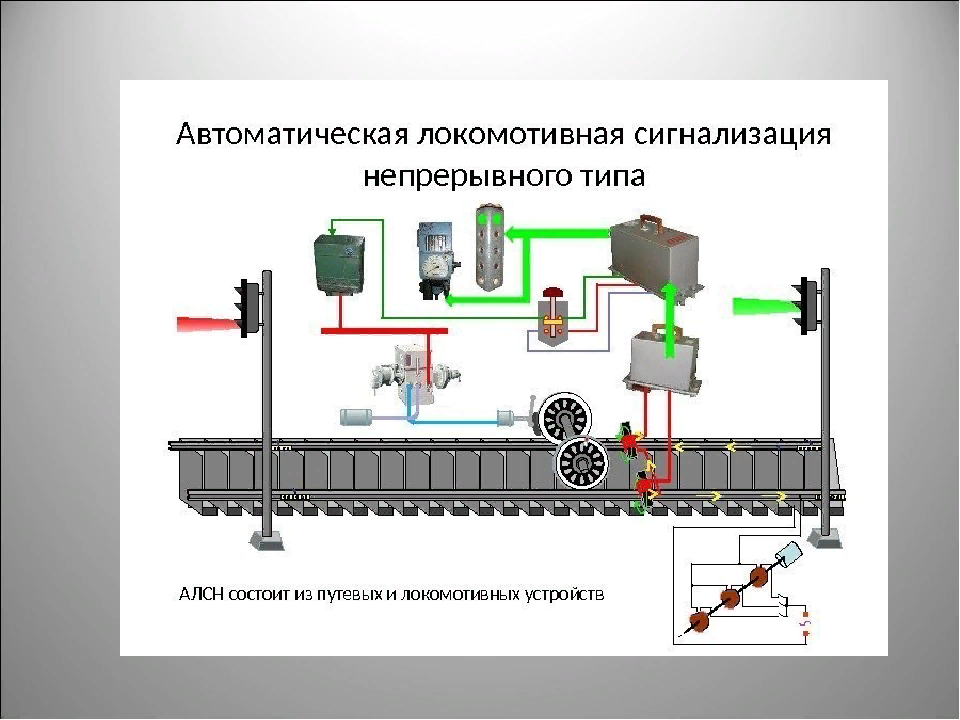 Автоматическая локомотивная сигнализация
непрерывного типа
АЛСН состоит из путевых и локомотивных устройств